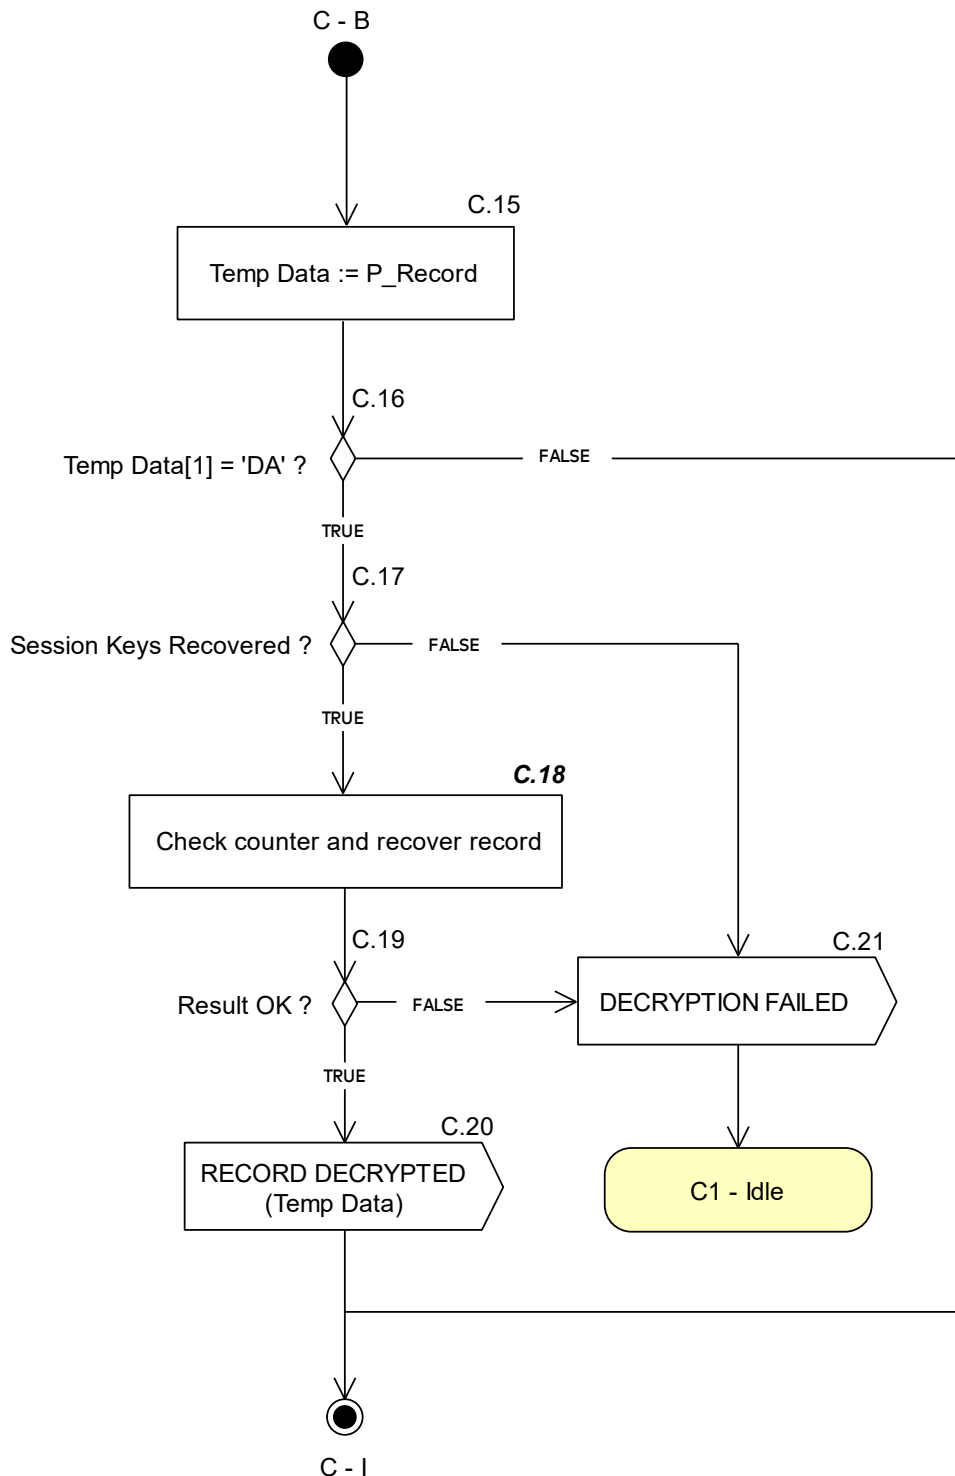 C - B
C.15
Temp Data := P_Record
C.16
Temp Data[1] = 'DA' ?
FALSE
TRUE
C.17
Session Keys Recovered ?
FALSE
TRUE
C.18
Check counter and recover record
C.19
C.21
Result OK ?
FALSE
DECRYPTION FAILED
TRUE
C.20
RECORD DECRYPTED
(Temp Data)
C1 - Idle
C - I